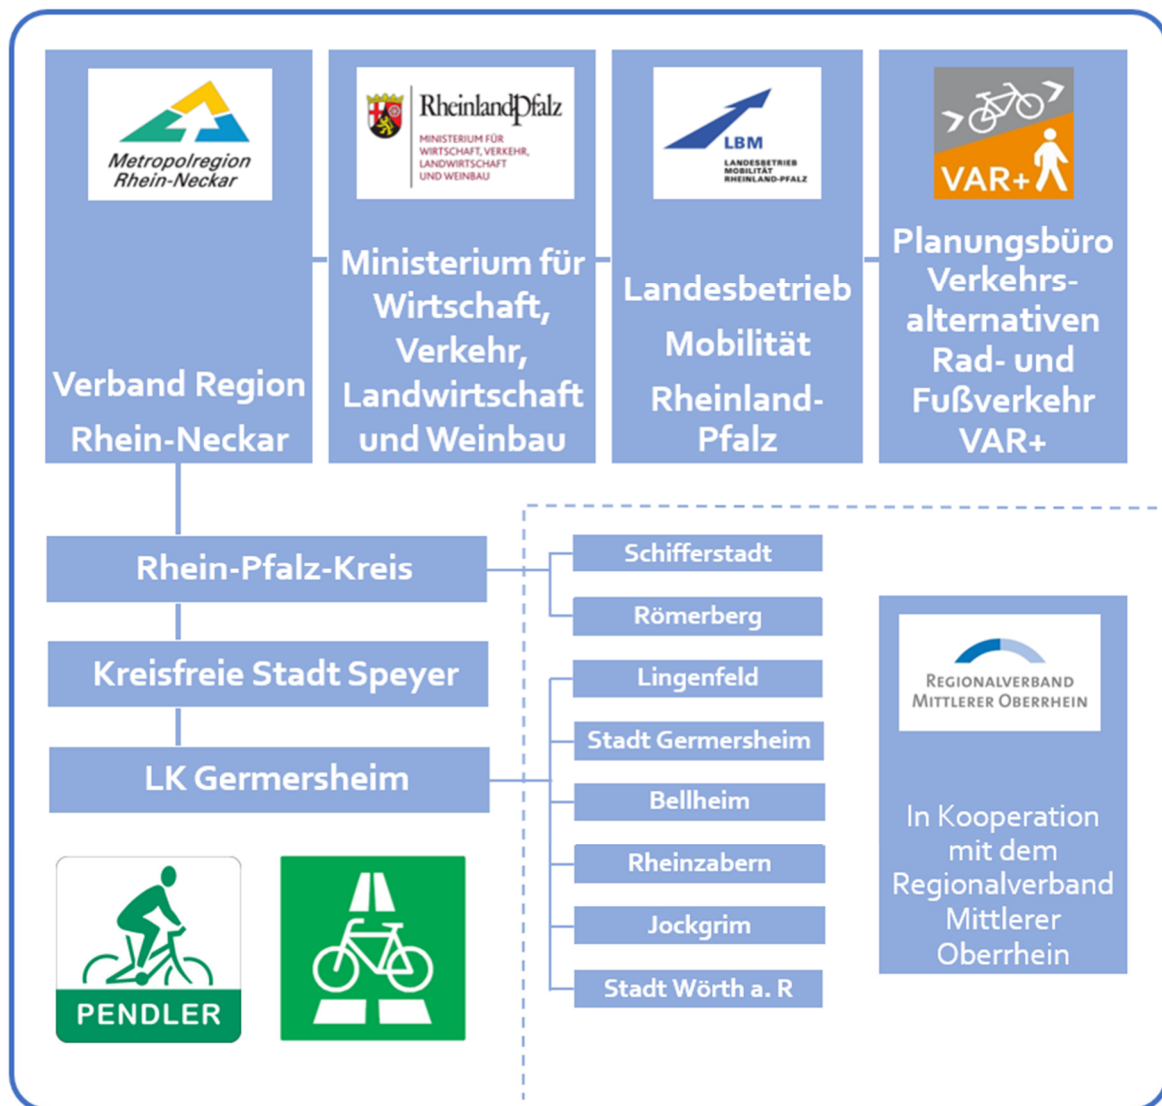 Metropolregion
Rhein-Neckar
Verband Region
Rhein-Neckar
RheinlandPfalz
MINISTERIUM FÜR
WIRTSCHAFT, VERKEHR,
LANDWIRTSCHAFT
UND WEINBAU
Ministerium für
Wirtschaft,
Verkehr,
Landwirtschaft
und Weinbau
LBM
LANDESBETRIEB
MOBILITÄT
RHEINLAND-PFALZ
Landesbetrieb
Mobilität
Rheinland-
Pfalz
VAR+
Planungsbüro
Verkehrs-
alternativen
Rad- und
Fußverkehr
VAR+
Rhein-Pfalz-Kreis
Kreisfreie Stadt Speyer
LK Germersheim
Schifferstadt
Römerberg
Lingenfeld
Stadt Germersheim
Bellheim
Rheinzabern
Jockgrim
Stadt Wörth a. R
REGIONALVERBAND
MITTLERER OBERRHEIN
In Kooperation
mit dem
Regionalverband
Mittlerer
Oberrhein
PENDLER